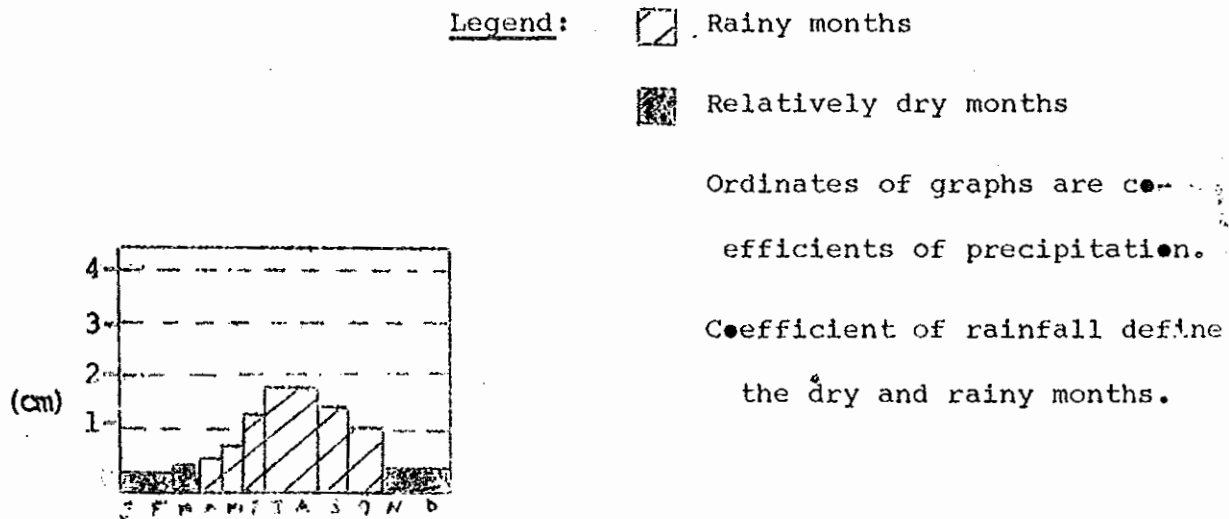 Legend:
Rainy months
Relatively dry months
Ordinates of graphs are co-
efficients of precipitation.
Coefficient of rainfall define
the dry and rainy months.
4
3
2
(cm)
1
J F M A M J J A S O N D